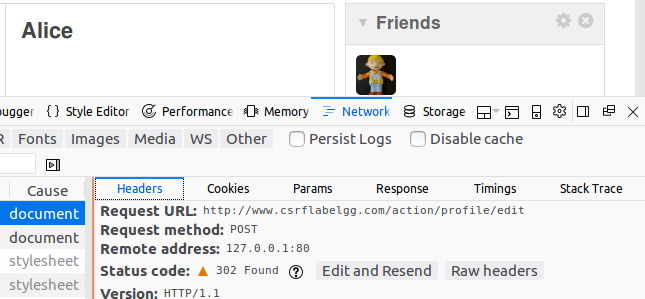 Alice
Friends
bugger {} Style Editor Performance Memory Network Storage
R Fonts Images Media WS Other Persist Logs Disable cache
Cause Headers Cookies Params Response Timings Stack Trace
document Request URL: http://www.csrflabelgg.com/action/profile/edit
document Request method: POST
Remote address: 127.0.0.1:80
stylesheet Status code: 302 Found Edit and Resend Raw headers
stylesheet Version: HTTP/1.1